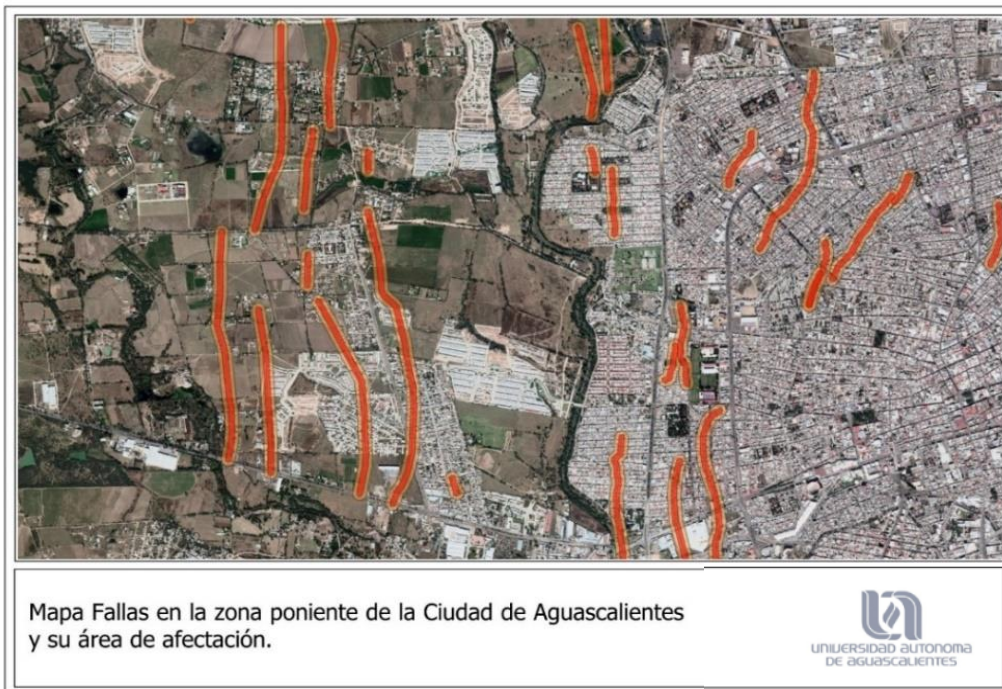 Mapa Fallas en la zona poniente de la Ciudad de Aguascalientes
y su área de afectación.
UNIVERSIDAD AUTONOMA
DE AGUASCALIENTES